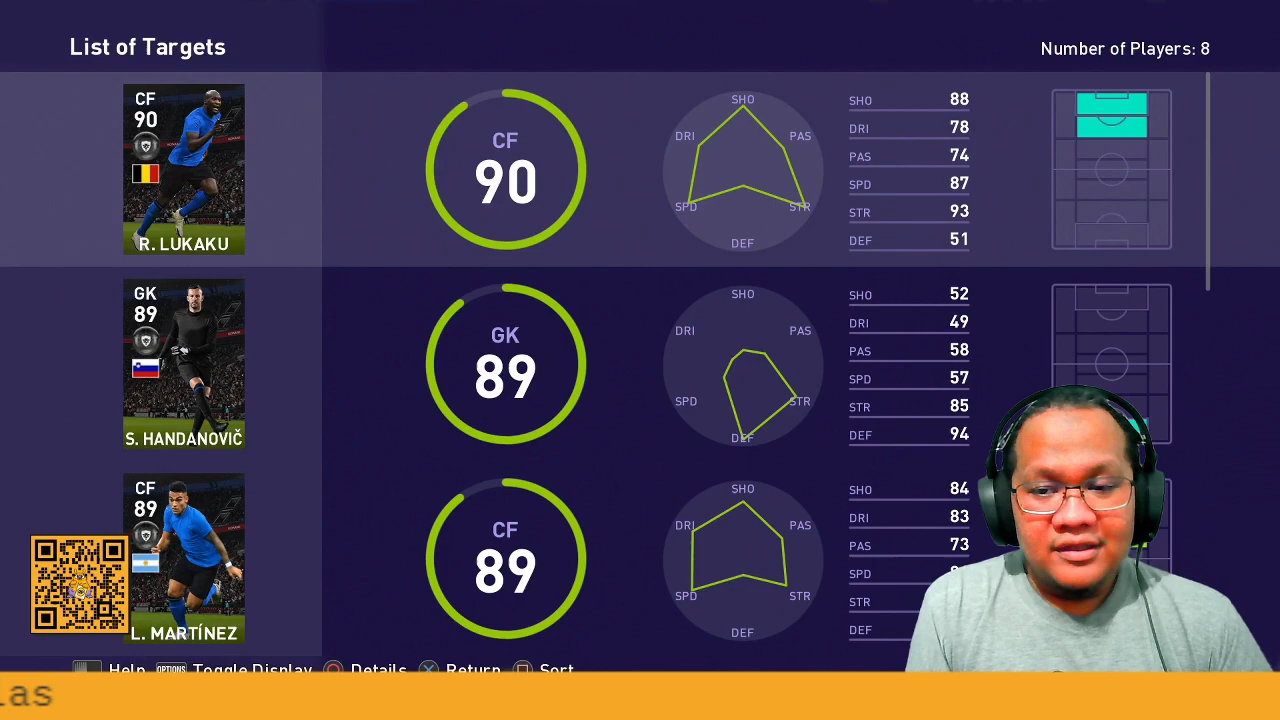 List of Targets
Number of Players: 8
CF
90
R. LUKAKU
CF
90
SHO
PAS
STR
DEF
SPD
DRI
SHO 88
DRI 78
PAS 74
SPD 87
STR 93
DEF 51
GK
89
S. HANDANOVIČ
GK
89
SHO
PAS
STR
DEF
SPD
DRI
SHO 52
DRI 49
PAS 58
SPD 57
STR 85
DEF 94
CF
89
L. MARTÍNEZ
CF
89
SHO
PAS
STR
DEF
SPD
DRI
SHO 84
DRI 83
PAS 73
SPD
STR
DEF
Help OPTIONS Toggle Display Details Return Sort